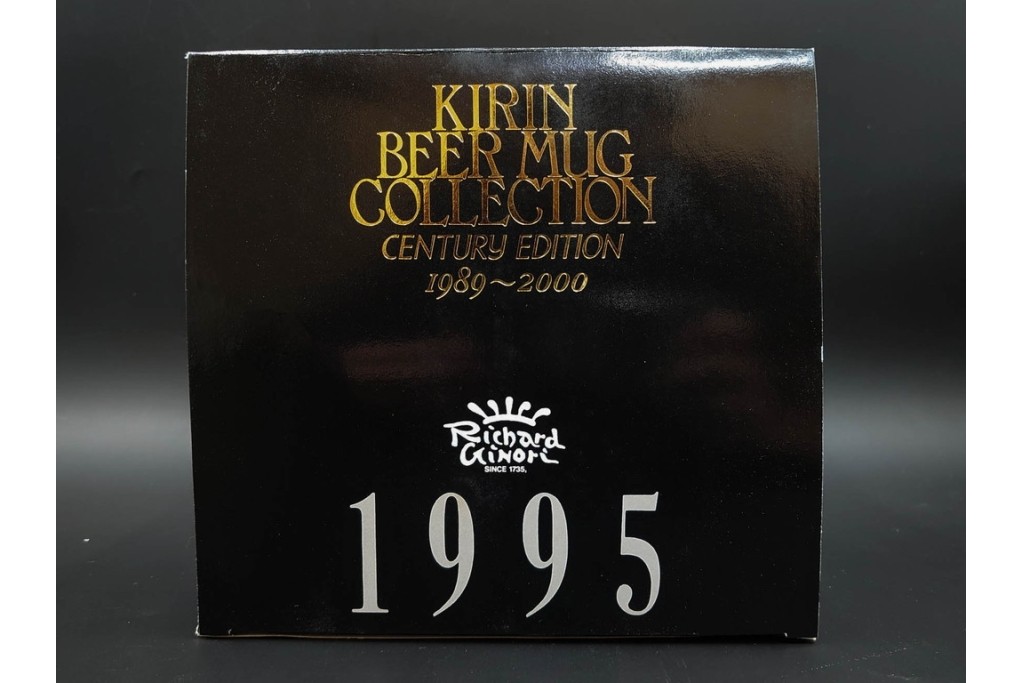 KIRIN
BEER MUG
COLLECTION
CENTURY EDITION
1989~2000
Richard
Ginori
SINCE 1735,
1995